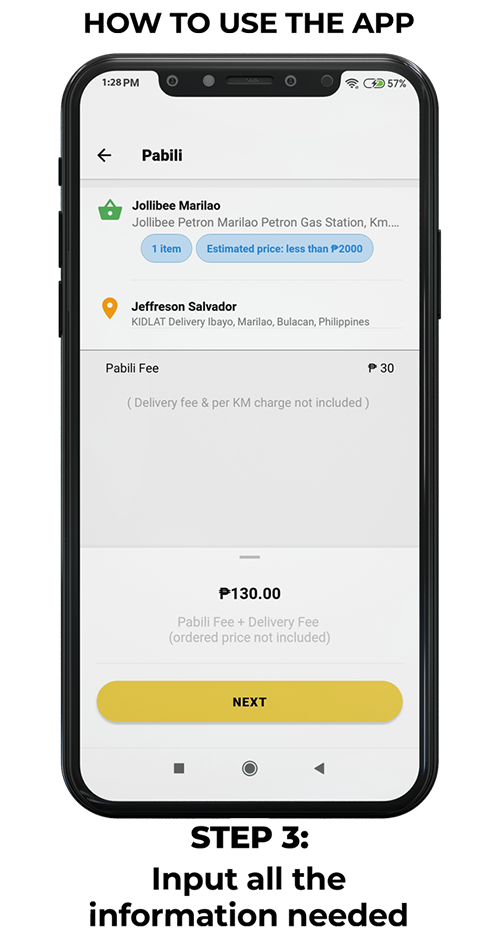 HOW TO USE THE APP
1:28 PM 57%
Pabili
Jollibee Marilao
Jollibee Petron Marilao Petron Gas Station, Km....
1 item Estimated price: less than ₱2000
Jeffreson Salvador
KIDLAT Delivery Ibayo, Marilao, Bulacan, Philippines
Pabili Fee ₱ 30
( Delivery fee & per KM charge not included )
₱130.00
Pabili Fee + Delivery Fee
(ordered price not included)
NEXT
STEP 3:
Input all the
information needed